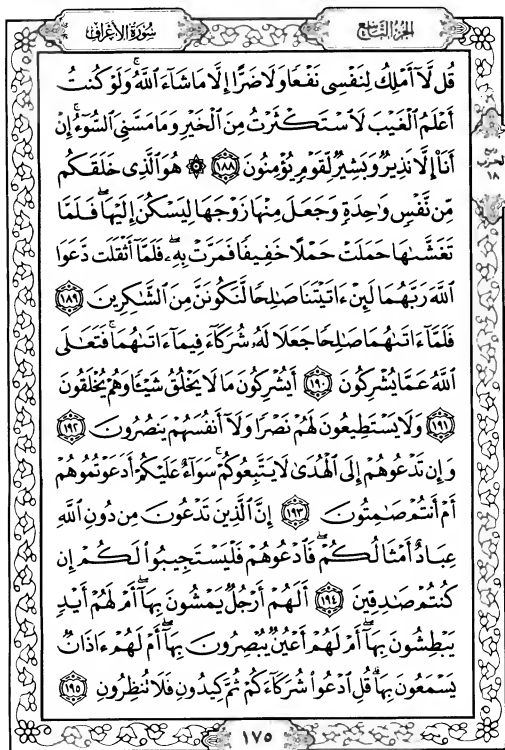 الجزء التاسع
سورة الأعراف
قُل لَّآ أَمْلِكُ لِنَفْسِى نَفْعًا وَلَا ضَرًّا إِلَّا مَا شَآءَ ٱللَّهُ ۚ وَلَوْ كُنتُ
أَعْلَمُ ٱلْغَيْبَ لَٱسْتَكْثَرْتُ مِنَ ٱلْخَيْرِ وَمَا مَسَّنِىَ ٱلسُّوٓءُ ۚ إِنْ
أَنَا۠ إِلَّا نَذِيرٌ وَبَشِيرٌ لِّقَوْمٍ يُؤْمِنُونَ ١٨٨ ۞ هُوَ ٱلَّذِى خَلَقَكُم
مِّن نَّفْسٍ وَٰحِدَةٍ وَجَعَلَ مِنْهَا زَوْجَهَا لِيَسْكُنَ إِلَيْهَا ۖ فَلَمَّا
تَغَشَّىٰهَا حَمَلَتْ حَمْلًا خَفِيفًا فَمَرَّتْ بِهِۦ ۖ فَلَمَّآ أَثْقَلَت دَّعَوَا
ٱللَّهَ رَبَّهُمَا لَئِنْ ءَاتَيْتَنَا صَٰلِحًا لَّنَكُونَنَّ مِنَ ٱلشَّٰكِرِينَ ١٨٩
فَلَمَّآ ءَاتَىٰهُمَا صَٰلِحًا جَعَلَا لَهُۥ شُرَكَآءَ فِيمَآ ءَاتَىٰهُمَا ۚ فَتَعَٰلَى
ٱللَّهُ عَمَّا يُشْرِكُونَ ١٩٠ أَيُشْرِكُونَ مَا لَا يَخْلُقُ شَيْـًٔا وَهُمْ يُخْلَقُونَ
١٩١ وَلَا يَسْتَطِيعُونَ لَهُمْ نَصْرًا وَلَآ أَنفُسَهُمْ يَنصُرُونَ ١٩٢
وَإِن تَدْعُوهُمْ إِلَى ٱلْهُدَىٰ لَا يَتَّبِعُوكُمْ ۚ سَوَآءٌ عَلَيْكُمْ أَدَعَوْتُمُوهُمْ
أَمْ أَنتُمْ صَٰمِتُونَ ١٩٣ إِنَّ ٱلَّذِينَ تَدْعُونَ مِن دُونِ ٱللَّهِ
عِبَادٌ أَمْثَالُكُمْ ۖ فَٱدْعُوهُمْ فَلْيَسْتَجِيبُوا۟ لَكُمْ إِن
كُنتُمْ صَٰدِقِينَ ١٩٤ أَلَهُمْ أَرْجُلٌ يَمْشُونَ بِهَآ ۖ أَمْ لَهُمْ أَيْدٍ
يَبْطِشُونَ بِهَآ ۖ أَمْ لَهُمْ أَعْيُنٌ يُبْصِرُونَ بِهَآ ۖ أَمْ لَهُمْ ءَاذَانٌ
يَسْمَعُونَ بِهَا ۗ قُلِ ٱدْعُوا۟ شُرَكَآءَكُمْ ثُمَّ كِيدُونِ فَلَا تُنظِرُونِ ١٩٥
ربع
الحزب
١٨
١٧٥